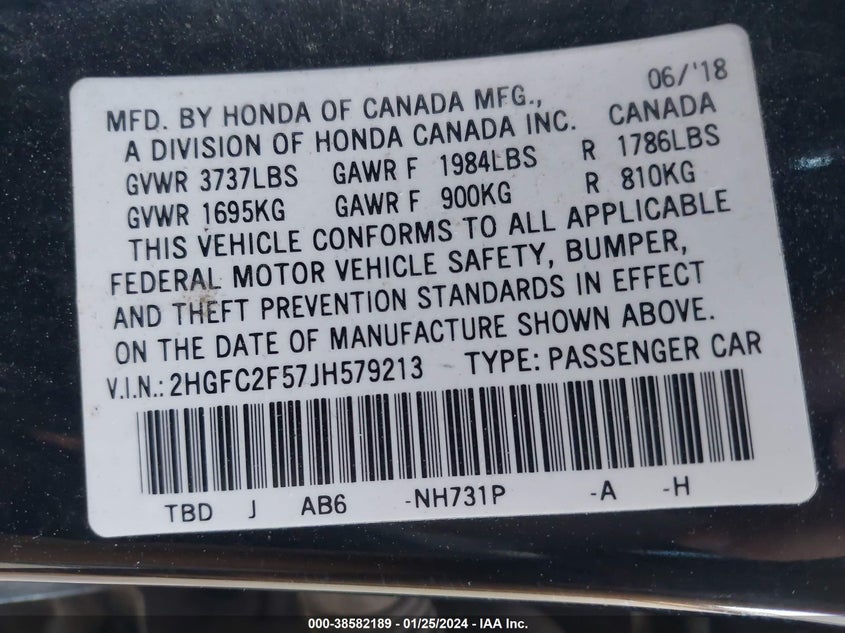 06/'18
MFD. BY HONDA OF CANADA MFG., CANADA
A DIVISION OF HONDA CANADA INC.
GVWR 3737LBS GAWR F 1984LBS R 1786LBS
GVWR 1695KG GAWR F 900KG R 810KG
THIS VEHICLE CONFORMS TO ALL APPLICABLE
FEDERAL MOTOR VEHICLE SAFETY, BUMPER,
AND THEFT PREVENTION STANDARDS IN EFFECT
ON THE DATE OF MANUFACTURE SHOWN ABOVE.
V.I.N.: 2HGFC2F57JH579213 TYPE: PASSENGER CAR
TBD J AB6 -NH731P -A -H
000-38582189 - 01/25/2024 - IAA Inc.